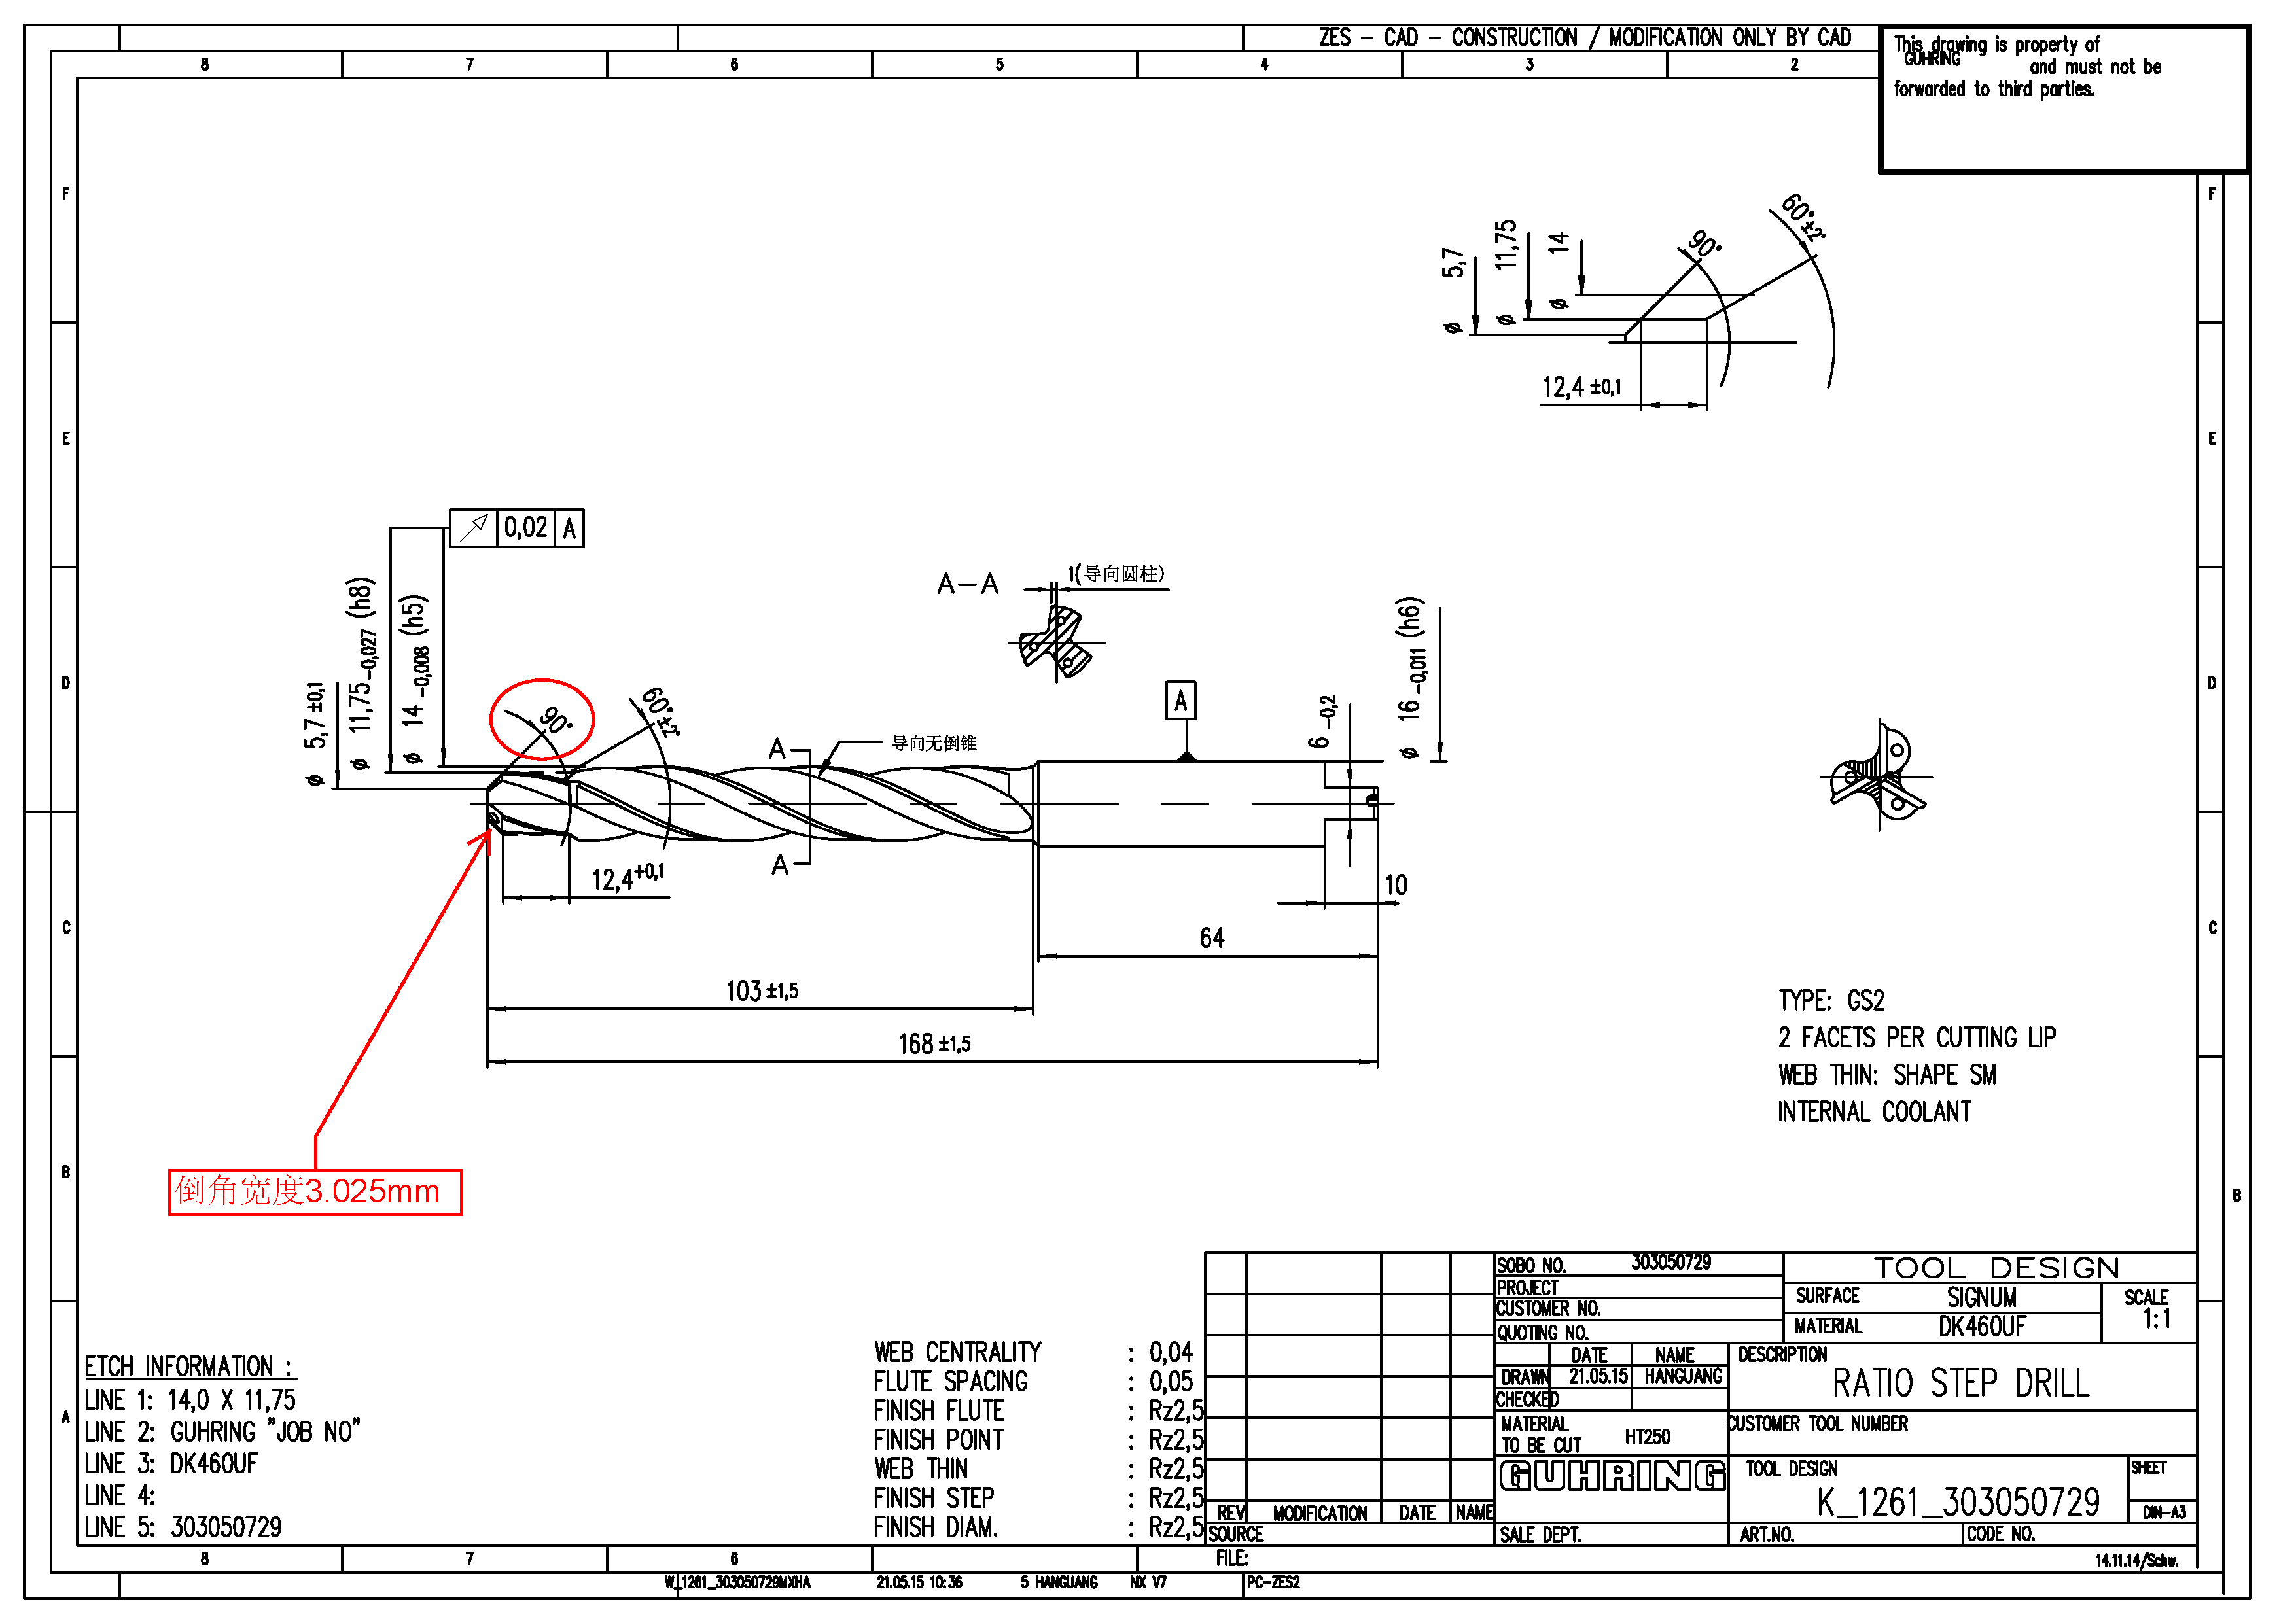 ZES - CAD - CONSTRUCTION / MODIFICATION ONLY BY CAD
This drawing is property of
GUHRING
and must not be
forwarded to third parties.
8 7 6 5 4 3 2
F
F
E
E
D
D
C
C
B
B
A
5,7
11,75
14
90°
60°±2°
ø
ø
ø
12,4 ±0,1
0,02 A
ø 5,7 ±0,1
ø 11,75 -0,027 (h8)
ø 14 -0,008 (h5)
90°
60°±2°
A-A
1(导向圆柱)
A
导向无倒锥
A
A
6 -0,2
ø 16 -0,011 (h6)
12,4 +0,1
10
64
103 ±1,5
168 ±1,5
倒角宽度3.025mm
TYPE: GS2
2 FACETS PER CUTTING LIP
WEB THIN: SHAPE SM
INTERNAL COOLANT
ETCH INFORMATION :
LINE 1: 14,0 X 11,75
LINE 2: GUHRING "JOB NO"
LINE 3: DK460UF
LINE 4:
LINE 5: 303050729
WEB CENTRALITY : 0,04
FLUTE SPACING : 0,05
FINISH FLUTE : Rz2,5
FINISH POINT : Rz2,5
WEB THIN : Rz2,5
FINISH STEP : Rz2,5
FINISH DIAM. : Rz2,5
REV MODIFICATION DATE NAME
SOURCE
SOBO NO. 303050729
PROJECT
CUSTOMER NO.
QUOTING NO.
TOOL DESIGN
SURFACE SIGNUM
MATERIAL DK460UF
SCALE
1:1
DATE NAME
DRAWN 21.05.15 HANGUANG
CHECKED
DESCRIPTION
RATIO STEP DRILL
MATERIAL
TO BE CUT HT250
CUSTOMER TOOL NUMBER
GUHRING
TOOL DESIGN
K_1261_303050729
SHEET
DIN-A3
SALE DEPT.
ART.NO.
CODE NO.
8 7 6
FILE:
14.11.14/Schw.
W_1261_303050729MXHA 21.05.15 10:36 5 HANGUANG NX V7 PC-ZES2